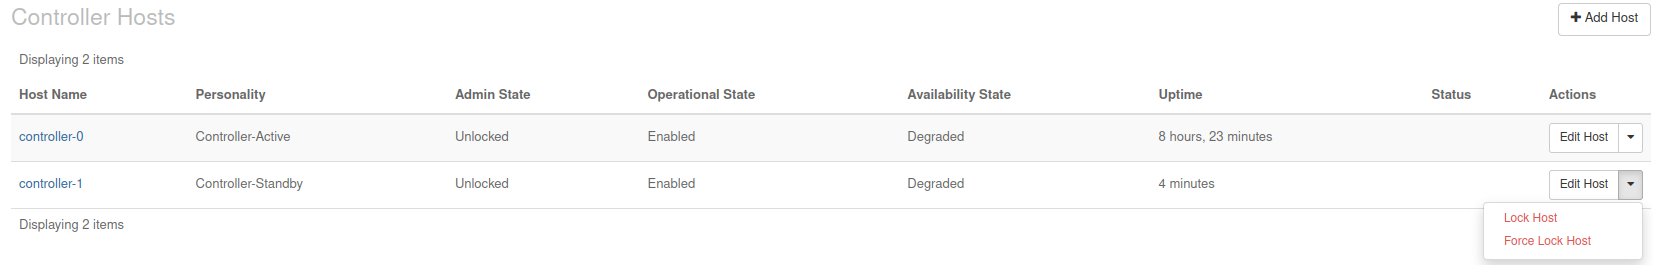 Controller Hosts
Add Host
Displaying 2 items
Host Name Personality Admin State Operational State Availability State Uptime Status Actions
controller-0 Controller-Active Unlocked Enabled Degraded 8 hours, 23 minutes Edit Host
controller-1 Controller-Standby Unlocked Enabled Degraded 4 minutes Edit Host
Displaying 2 items
Lock Host
Force Lock Host